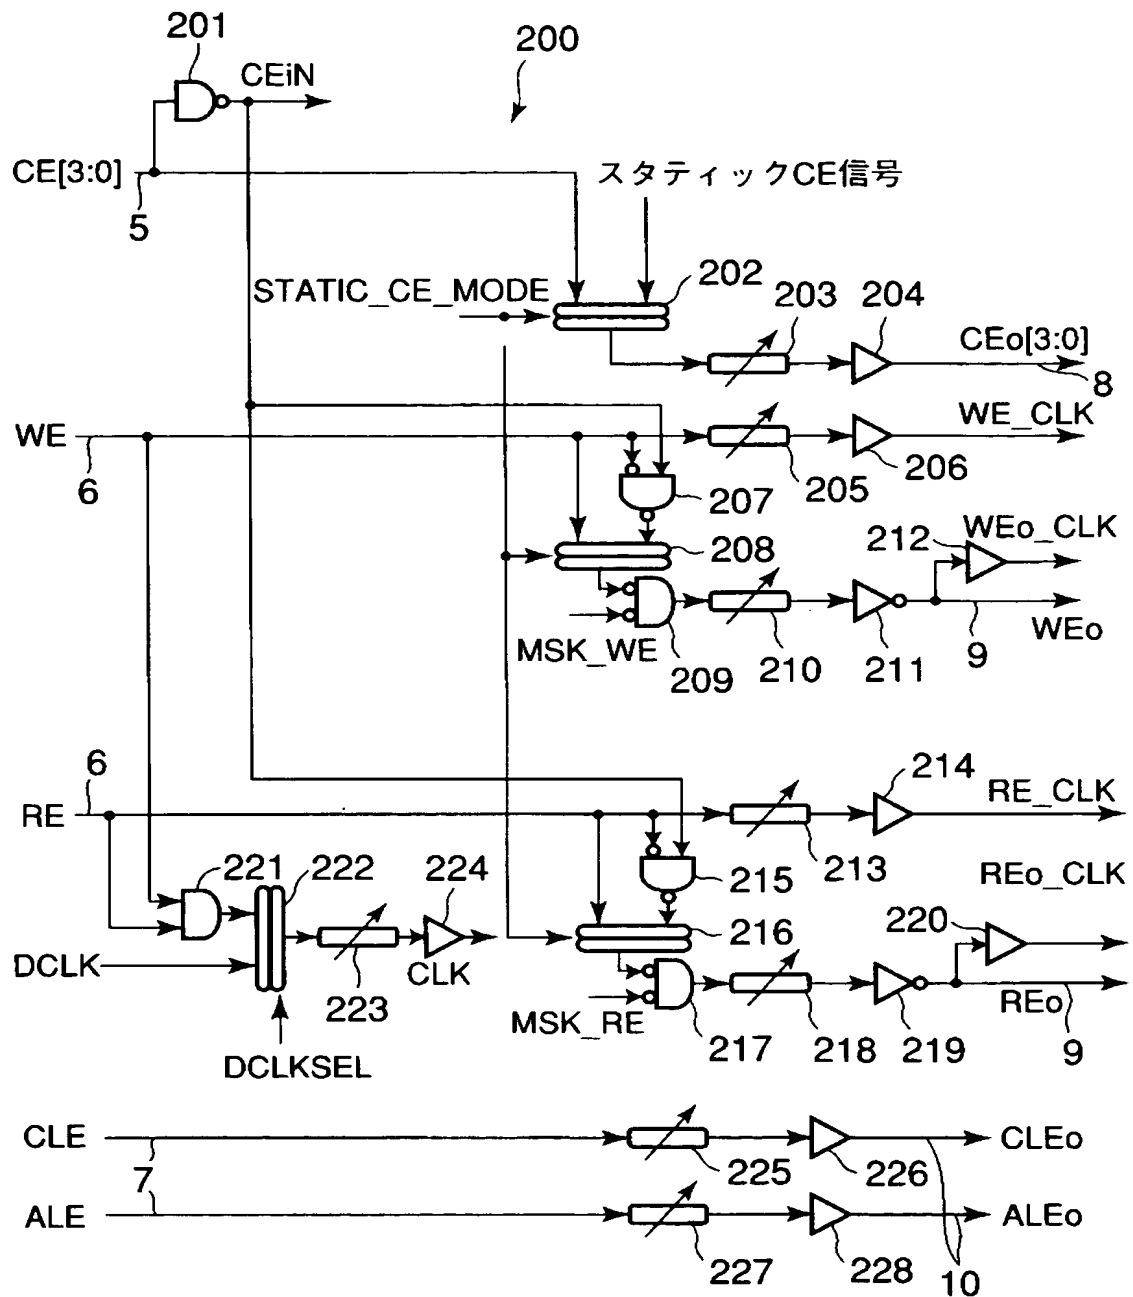 201
200
CEiN
CE[3:0]
スタティックCE信号
5
202
STATIC_CE_MODE
203
204
CEo[3:0]
8
WE
WE_CLK
6
205
206
207
208
212
WEo_CLK
MSK_WE
209
210
211
9
WEo
6
RE
214
RE_CLK
221
222
224
215
213
REo_CLK
216
220
DCLK
223
CLK
MSK_RE
217
218
219
REo
9
DCLKSEL
CLE
225
226
CLEo
7
ALE
227
228
ALEo
10